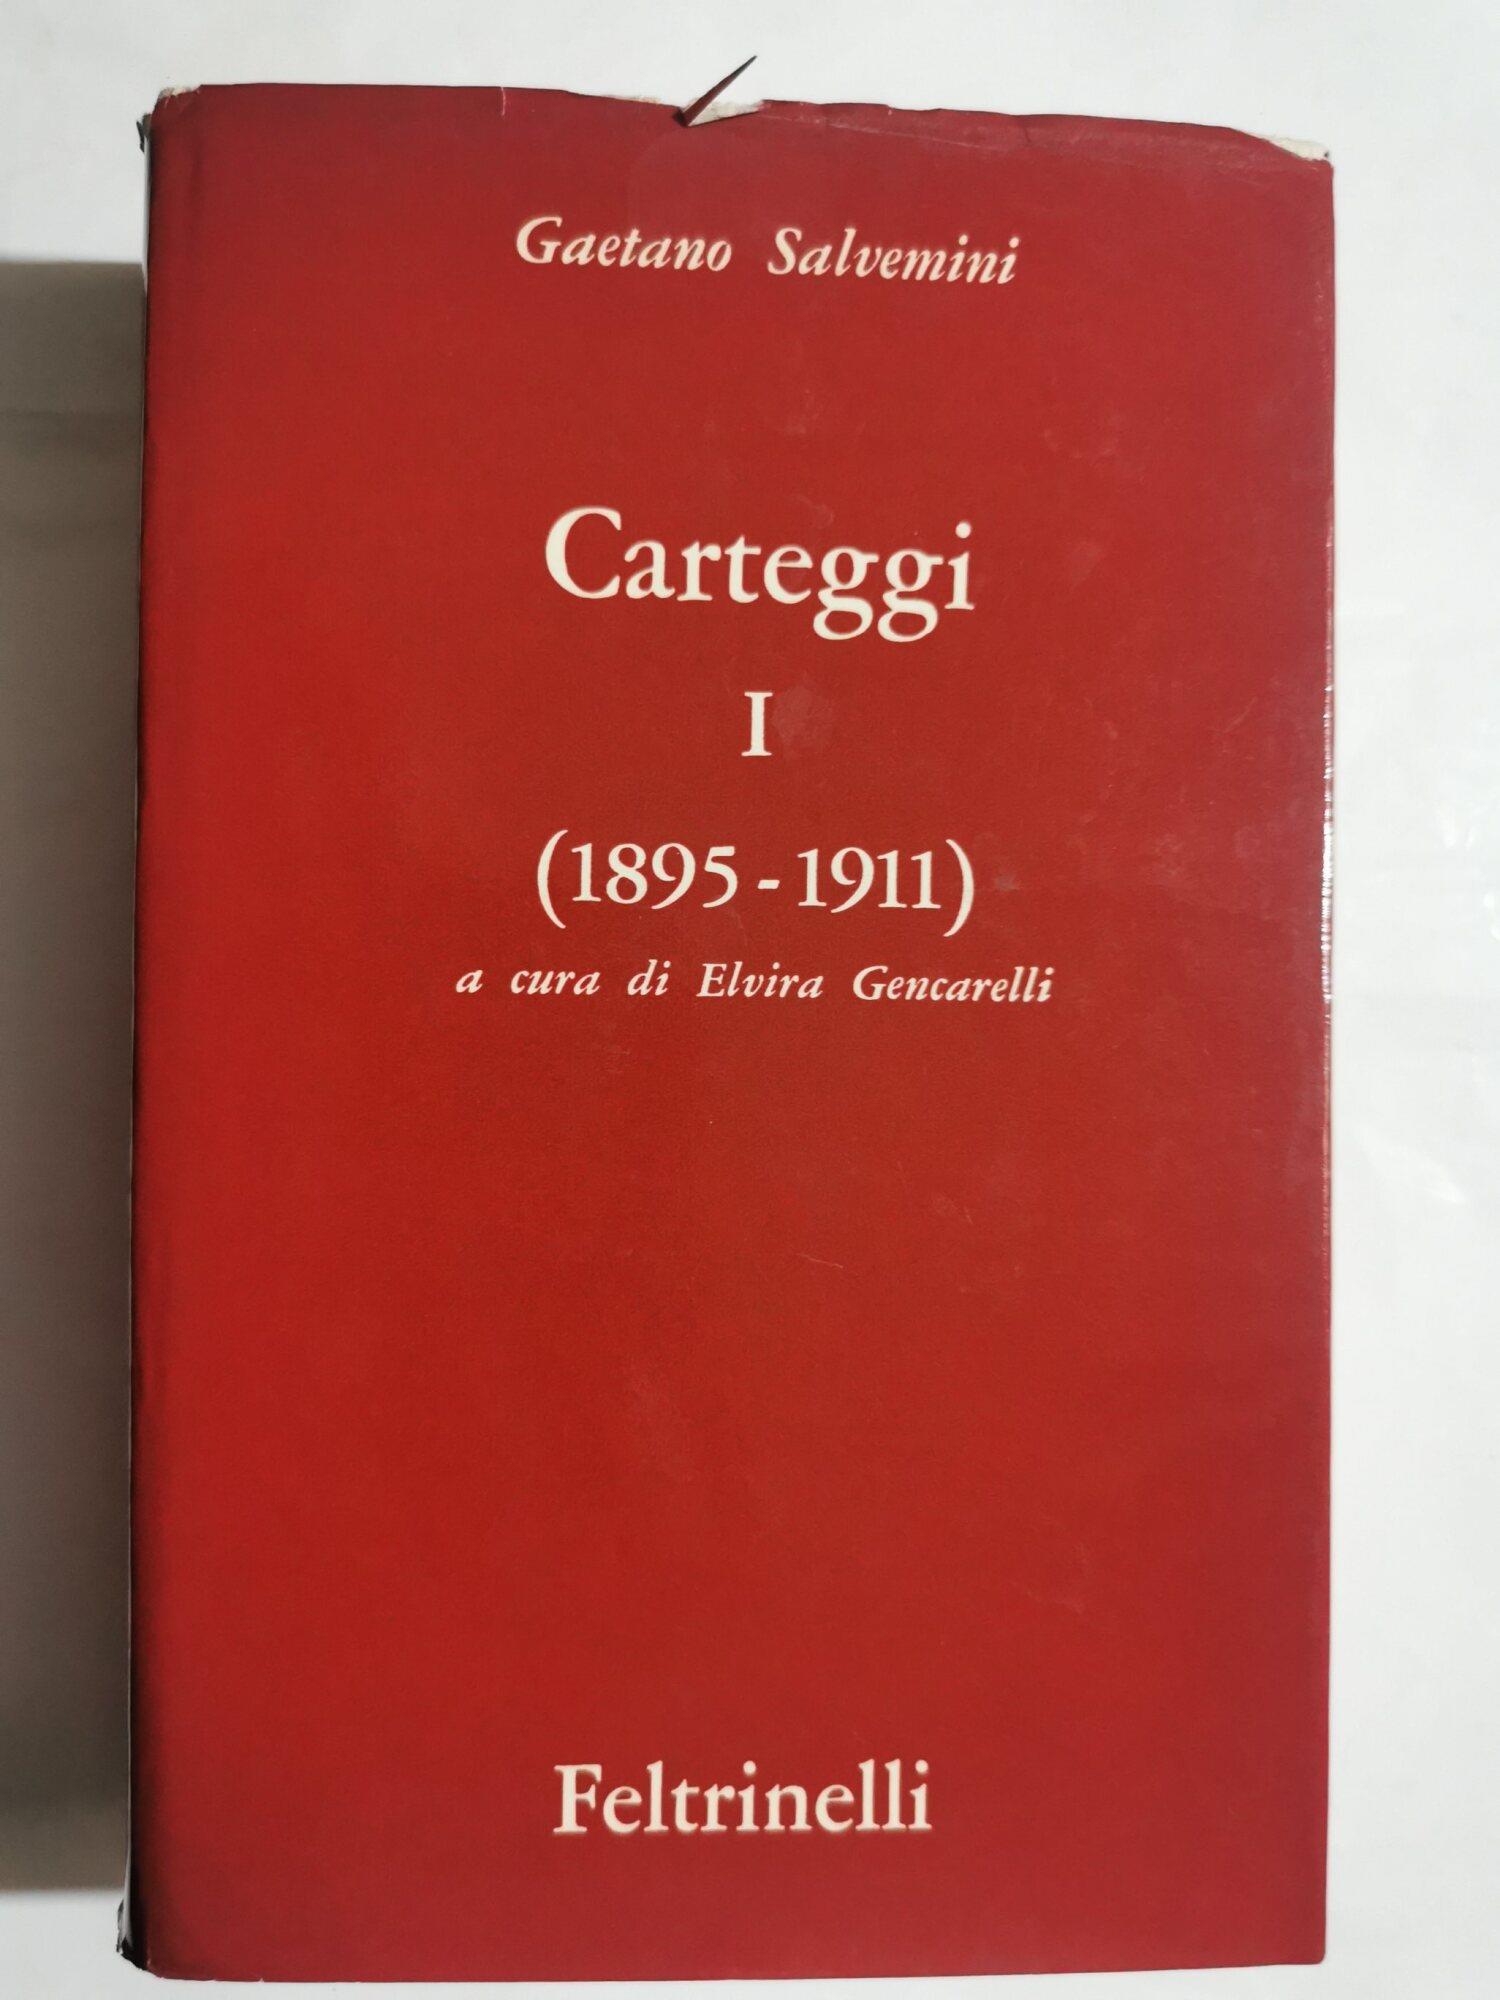 Gaetano Salvemini
Carteggi
I
(1895-1911)
a cura di Elvira Gencarelli
Feltrinelli